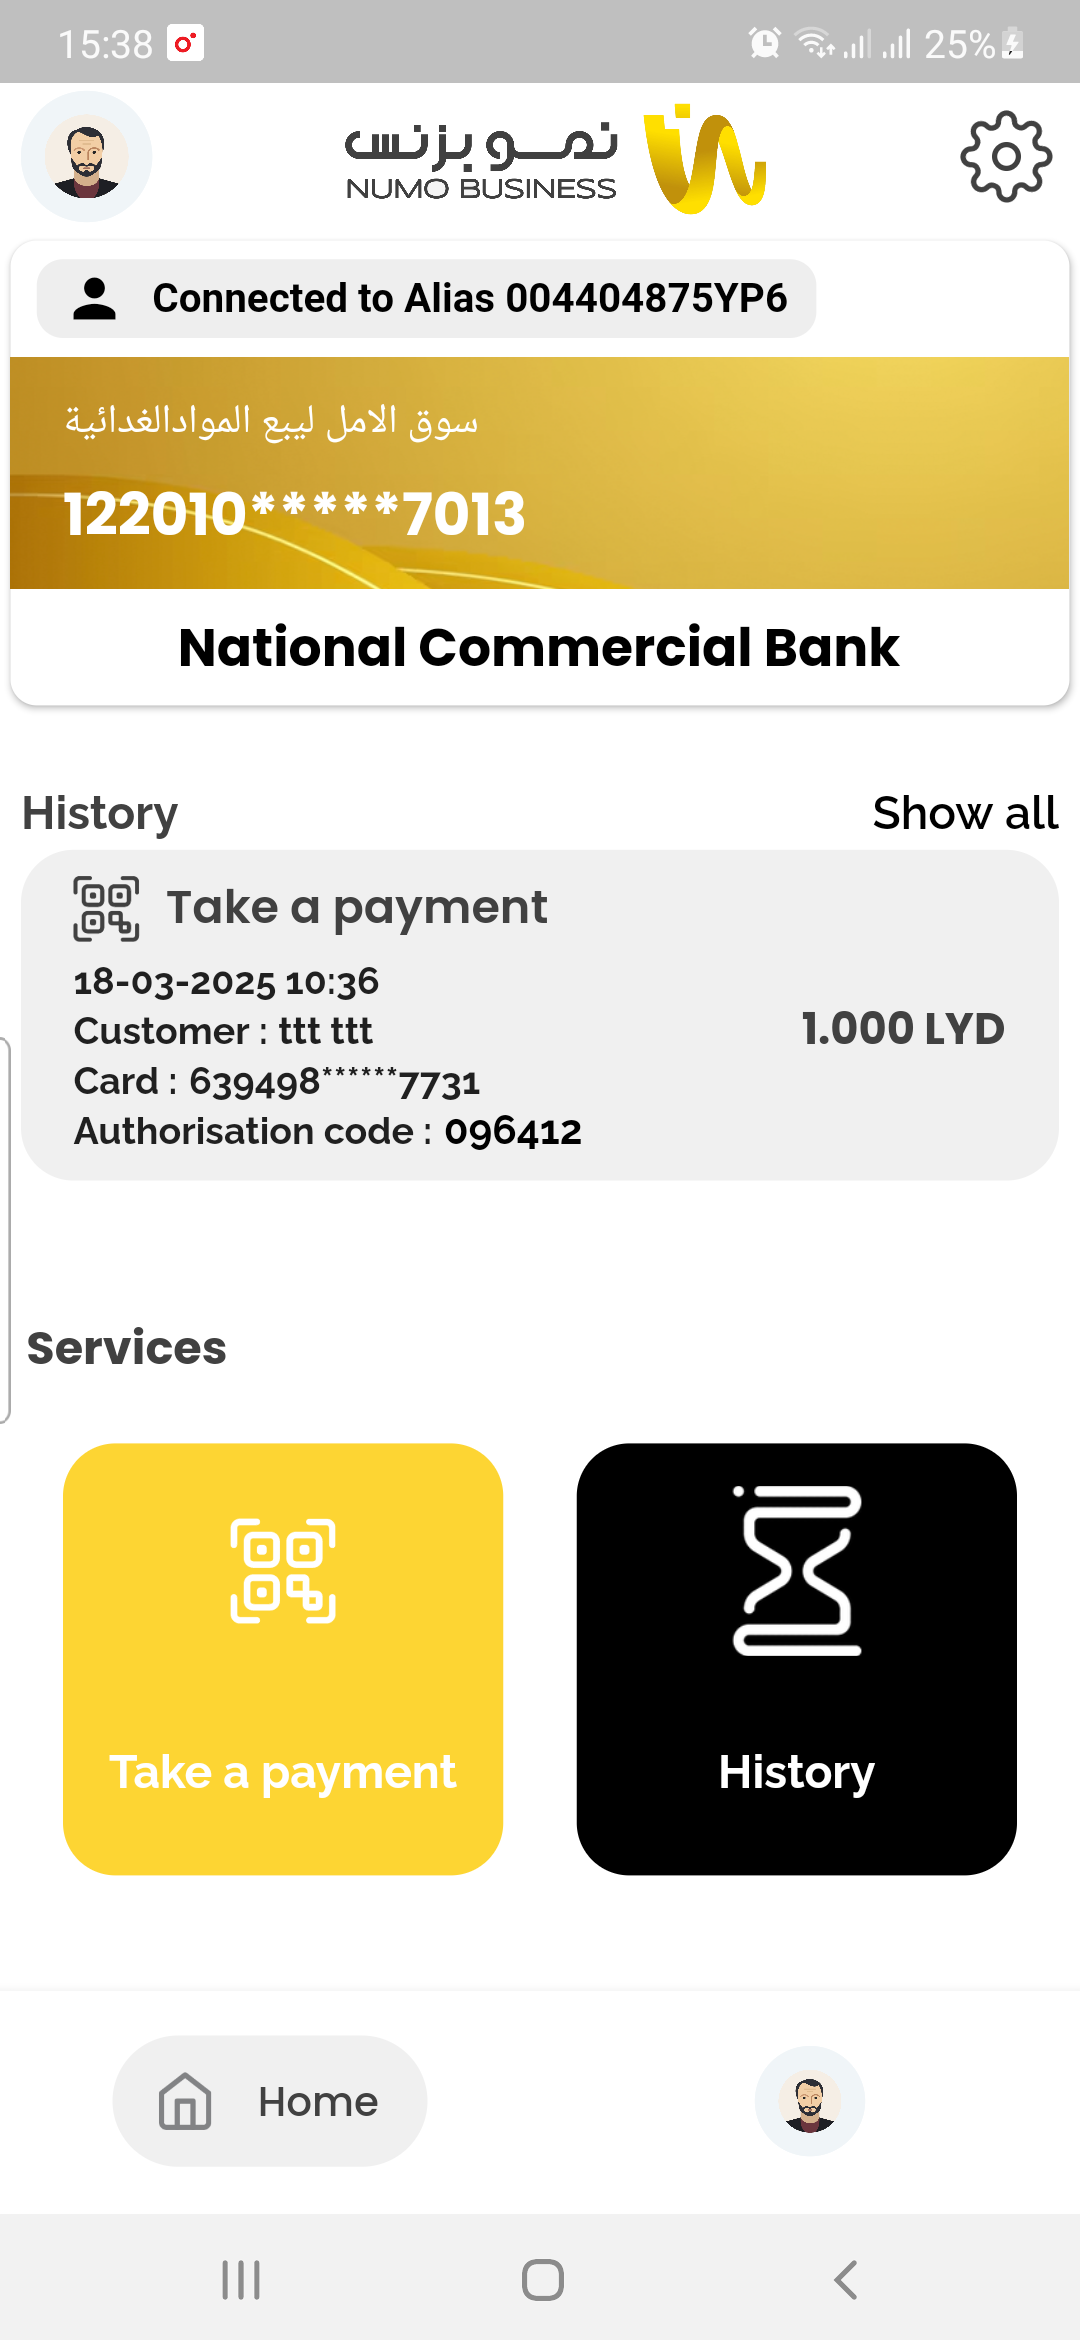 15:38
25%
نمو بزنس
NUMO BUSINESS
Connected to Alias 004404875YP6
سوق الامل لبيع الموادالغدائية
122010*****7013
National Commercial Bank
History
Show all
Take a payment
18-03-2025 10:36
Customer : ttt ttt
1.000 LYD
Card : 639498******7731
Authorisation code : 096412
Services
Take a payment
History
Home